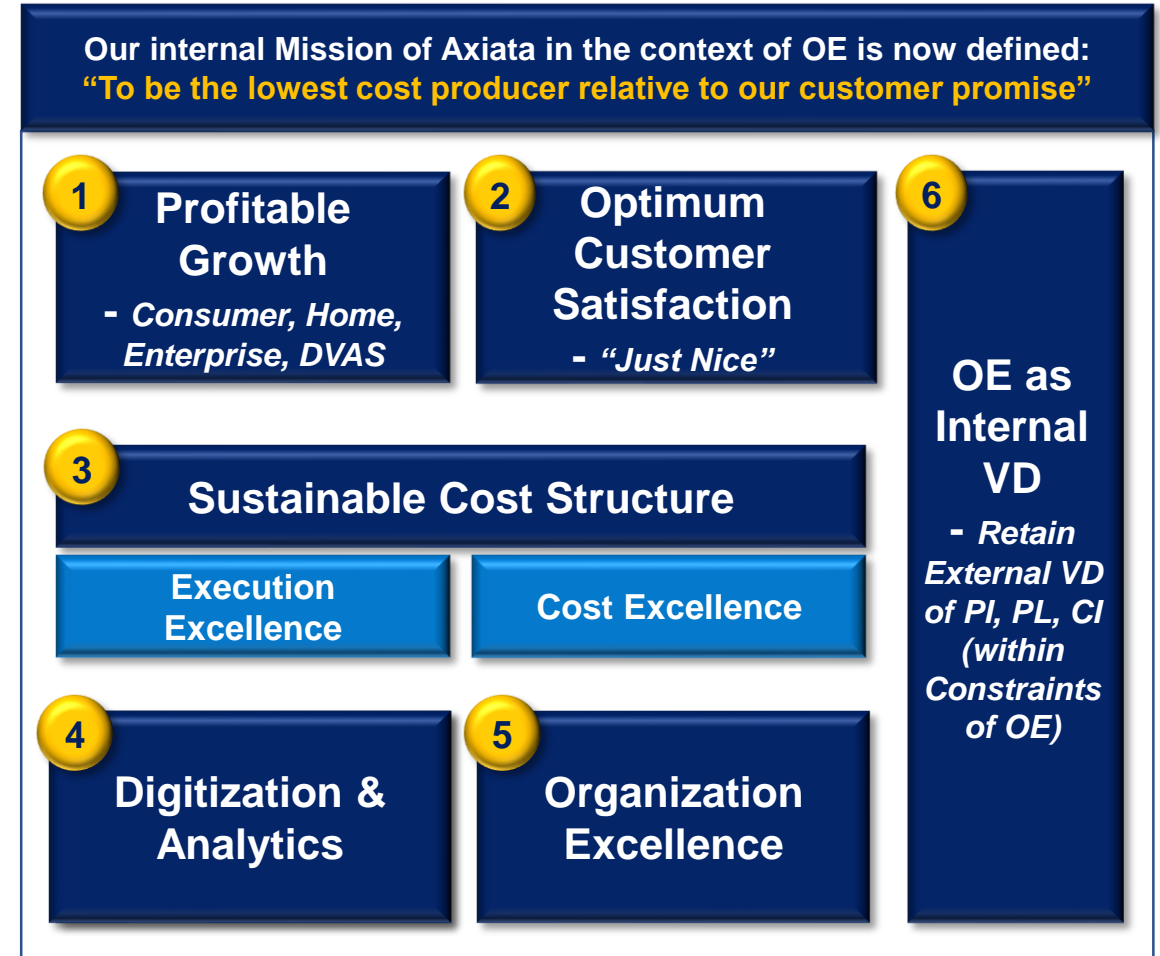 Our internal Mission of Axiata in the context of OE is now defined:
“To be the lowest cost producer relative to our customer promise”
1
Profitable
Growth
- Consumer, Home,
Enterprise, DVAS
2
Optimum
Customer
Satisfaction
- “Just Nice”
3
Sustainable Cost Structure
Execution
Excellence
Cost Excellence
4
Digitization &
Analytics
5
Organization
Excellence
6
OE as
Internal
VD
- Retain
External VD
of PI, PL, CI
(within
Constraints
of OE)